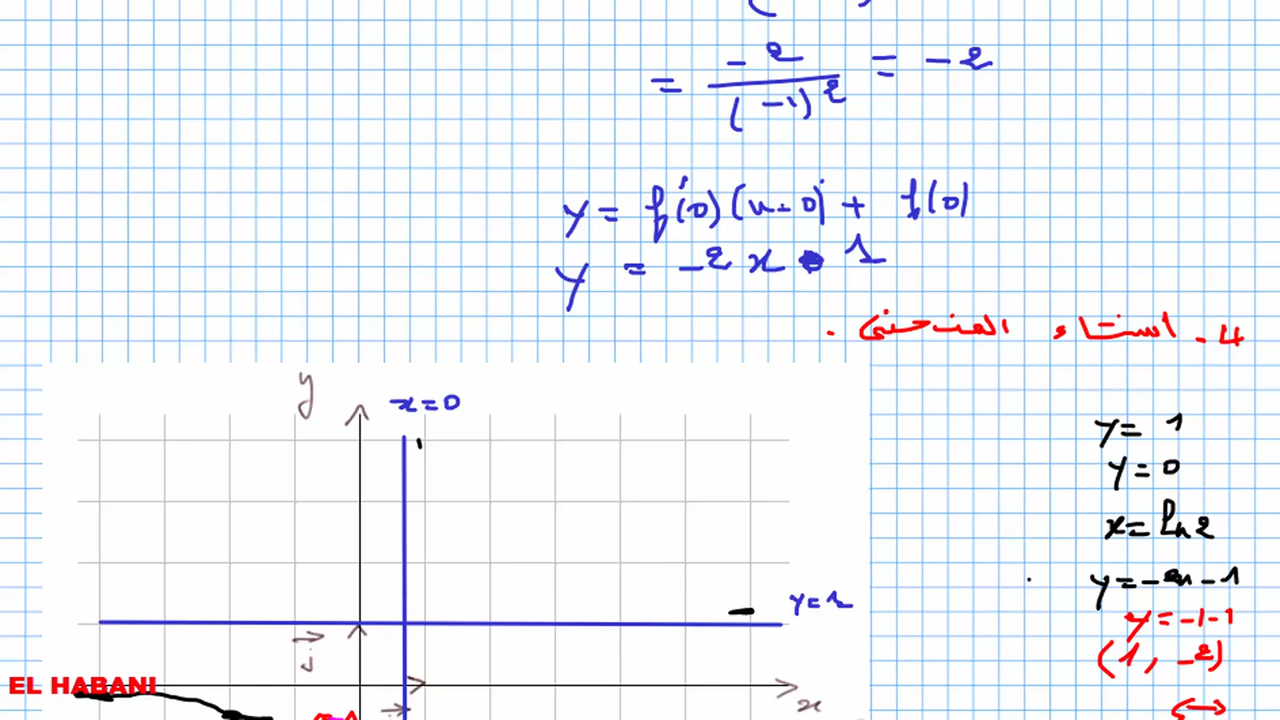 = -2 / (-1)² = -2
y = f'(0)(x-0) + f(0)
y = -2x • 1
4 - انشاء المنحنى .
y
x=0
y = 1
y = 0
x = ln 2
y = -2x - 1
y=1
y = -1-1
(1, -2)
EL HABANI
x